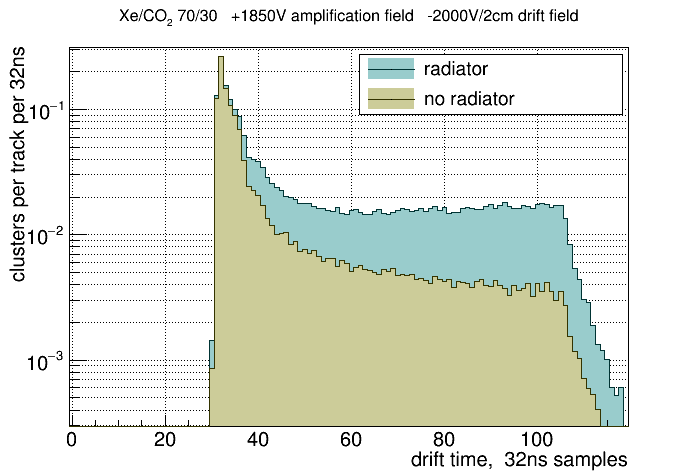 Xe/CO₂ 70/30 +1850V amplification field -2000V/2cm drift field
radiator
no radiator
clusters per track per 32ns
10⁻¹
10⁻²
10⁻³
0 20 40 60 80 100
drift time, 32ns samples